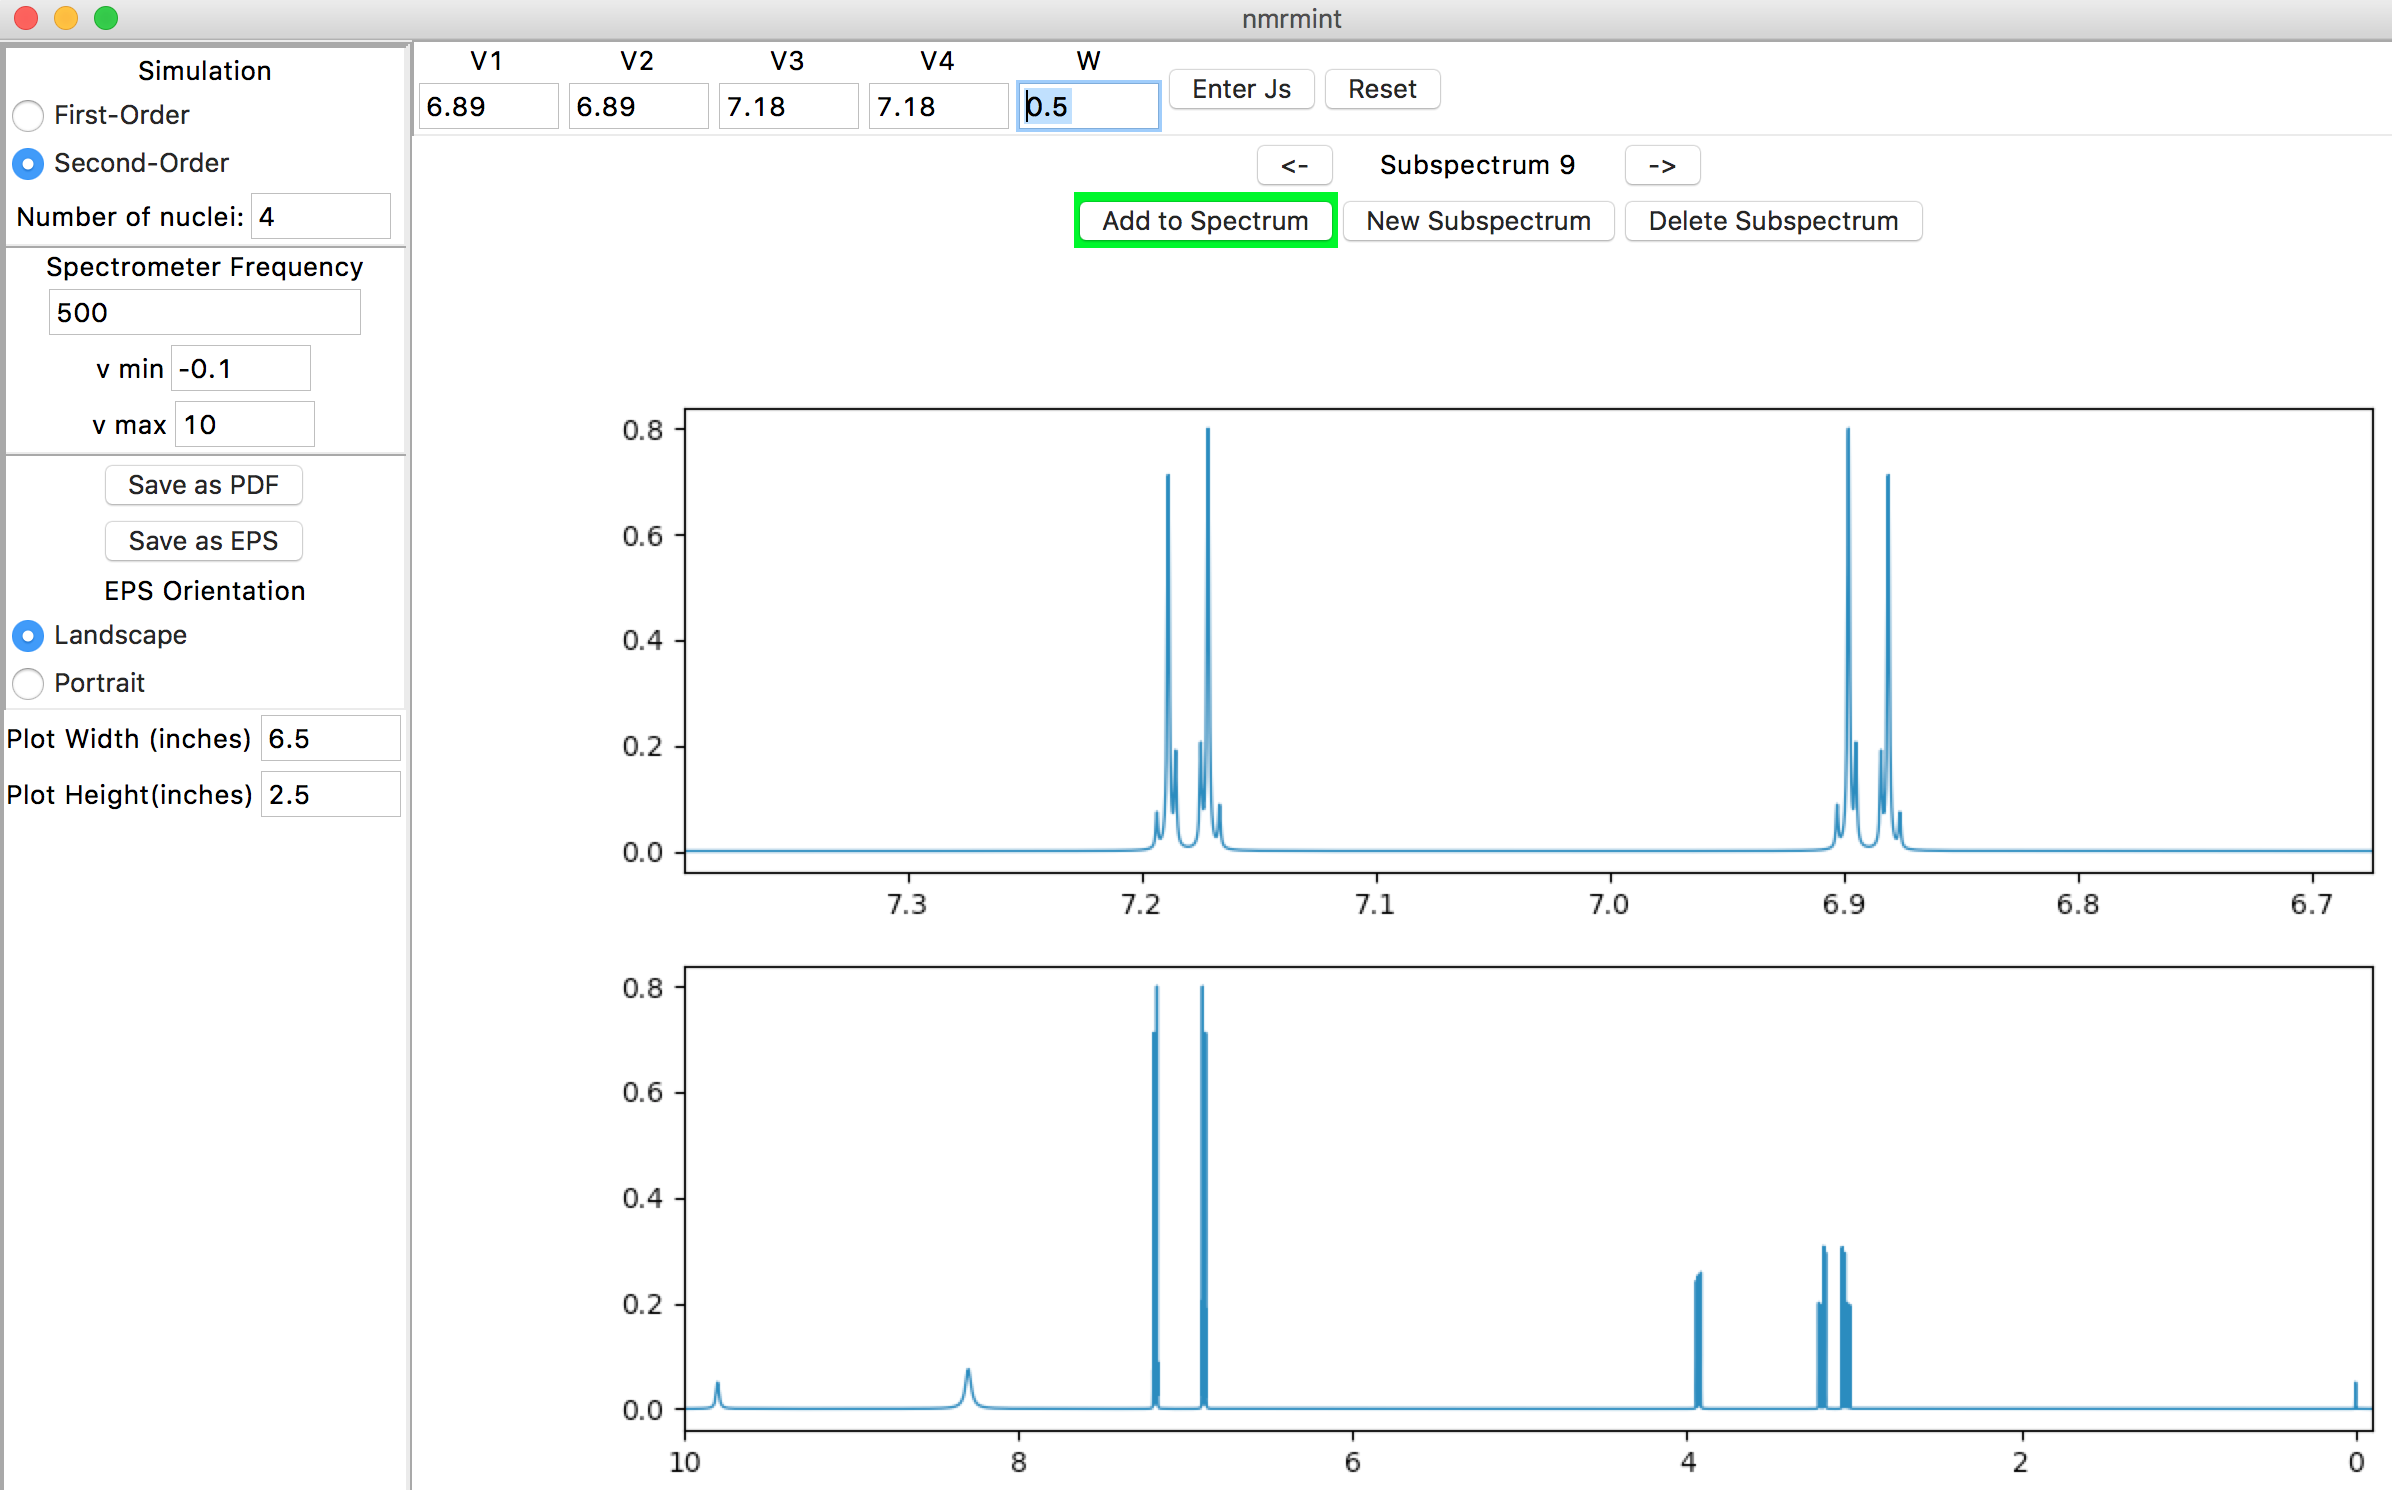 nmrmint
Simulation
First-Order
Second-Order
Number of nuclei: 4
Spectrometer Frequency
500
v min -0.1
v max 10
Save as PDF
Save as EPS
EPS Orientation
Landscape
Portrait
Plot Width (inches) 6.5
Plot Height(inches) 2.5
V1 V2 V3 V4 W
6.89 6.89 7.18 7.18 0.5 Enter Js Reset
<- Subspectrum 9 ->
Add to Spectrum New Subspectrum Delete Subspectrum
0.8
0.6
0.4
0.2
0.0
7.3 7.2 7.1 7.0 6.9 6.8 6.7
0.8
0.6
0.4
0.2
0.0
10 8 6 4 2 0